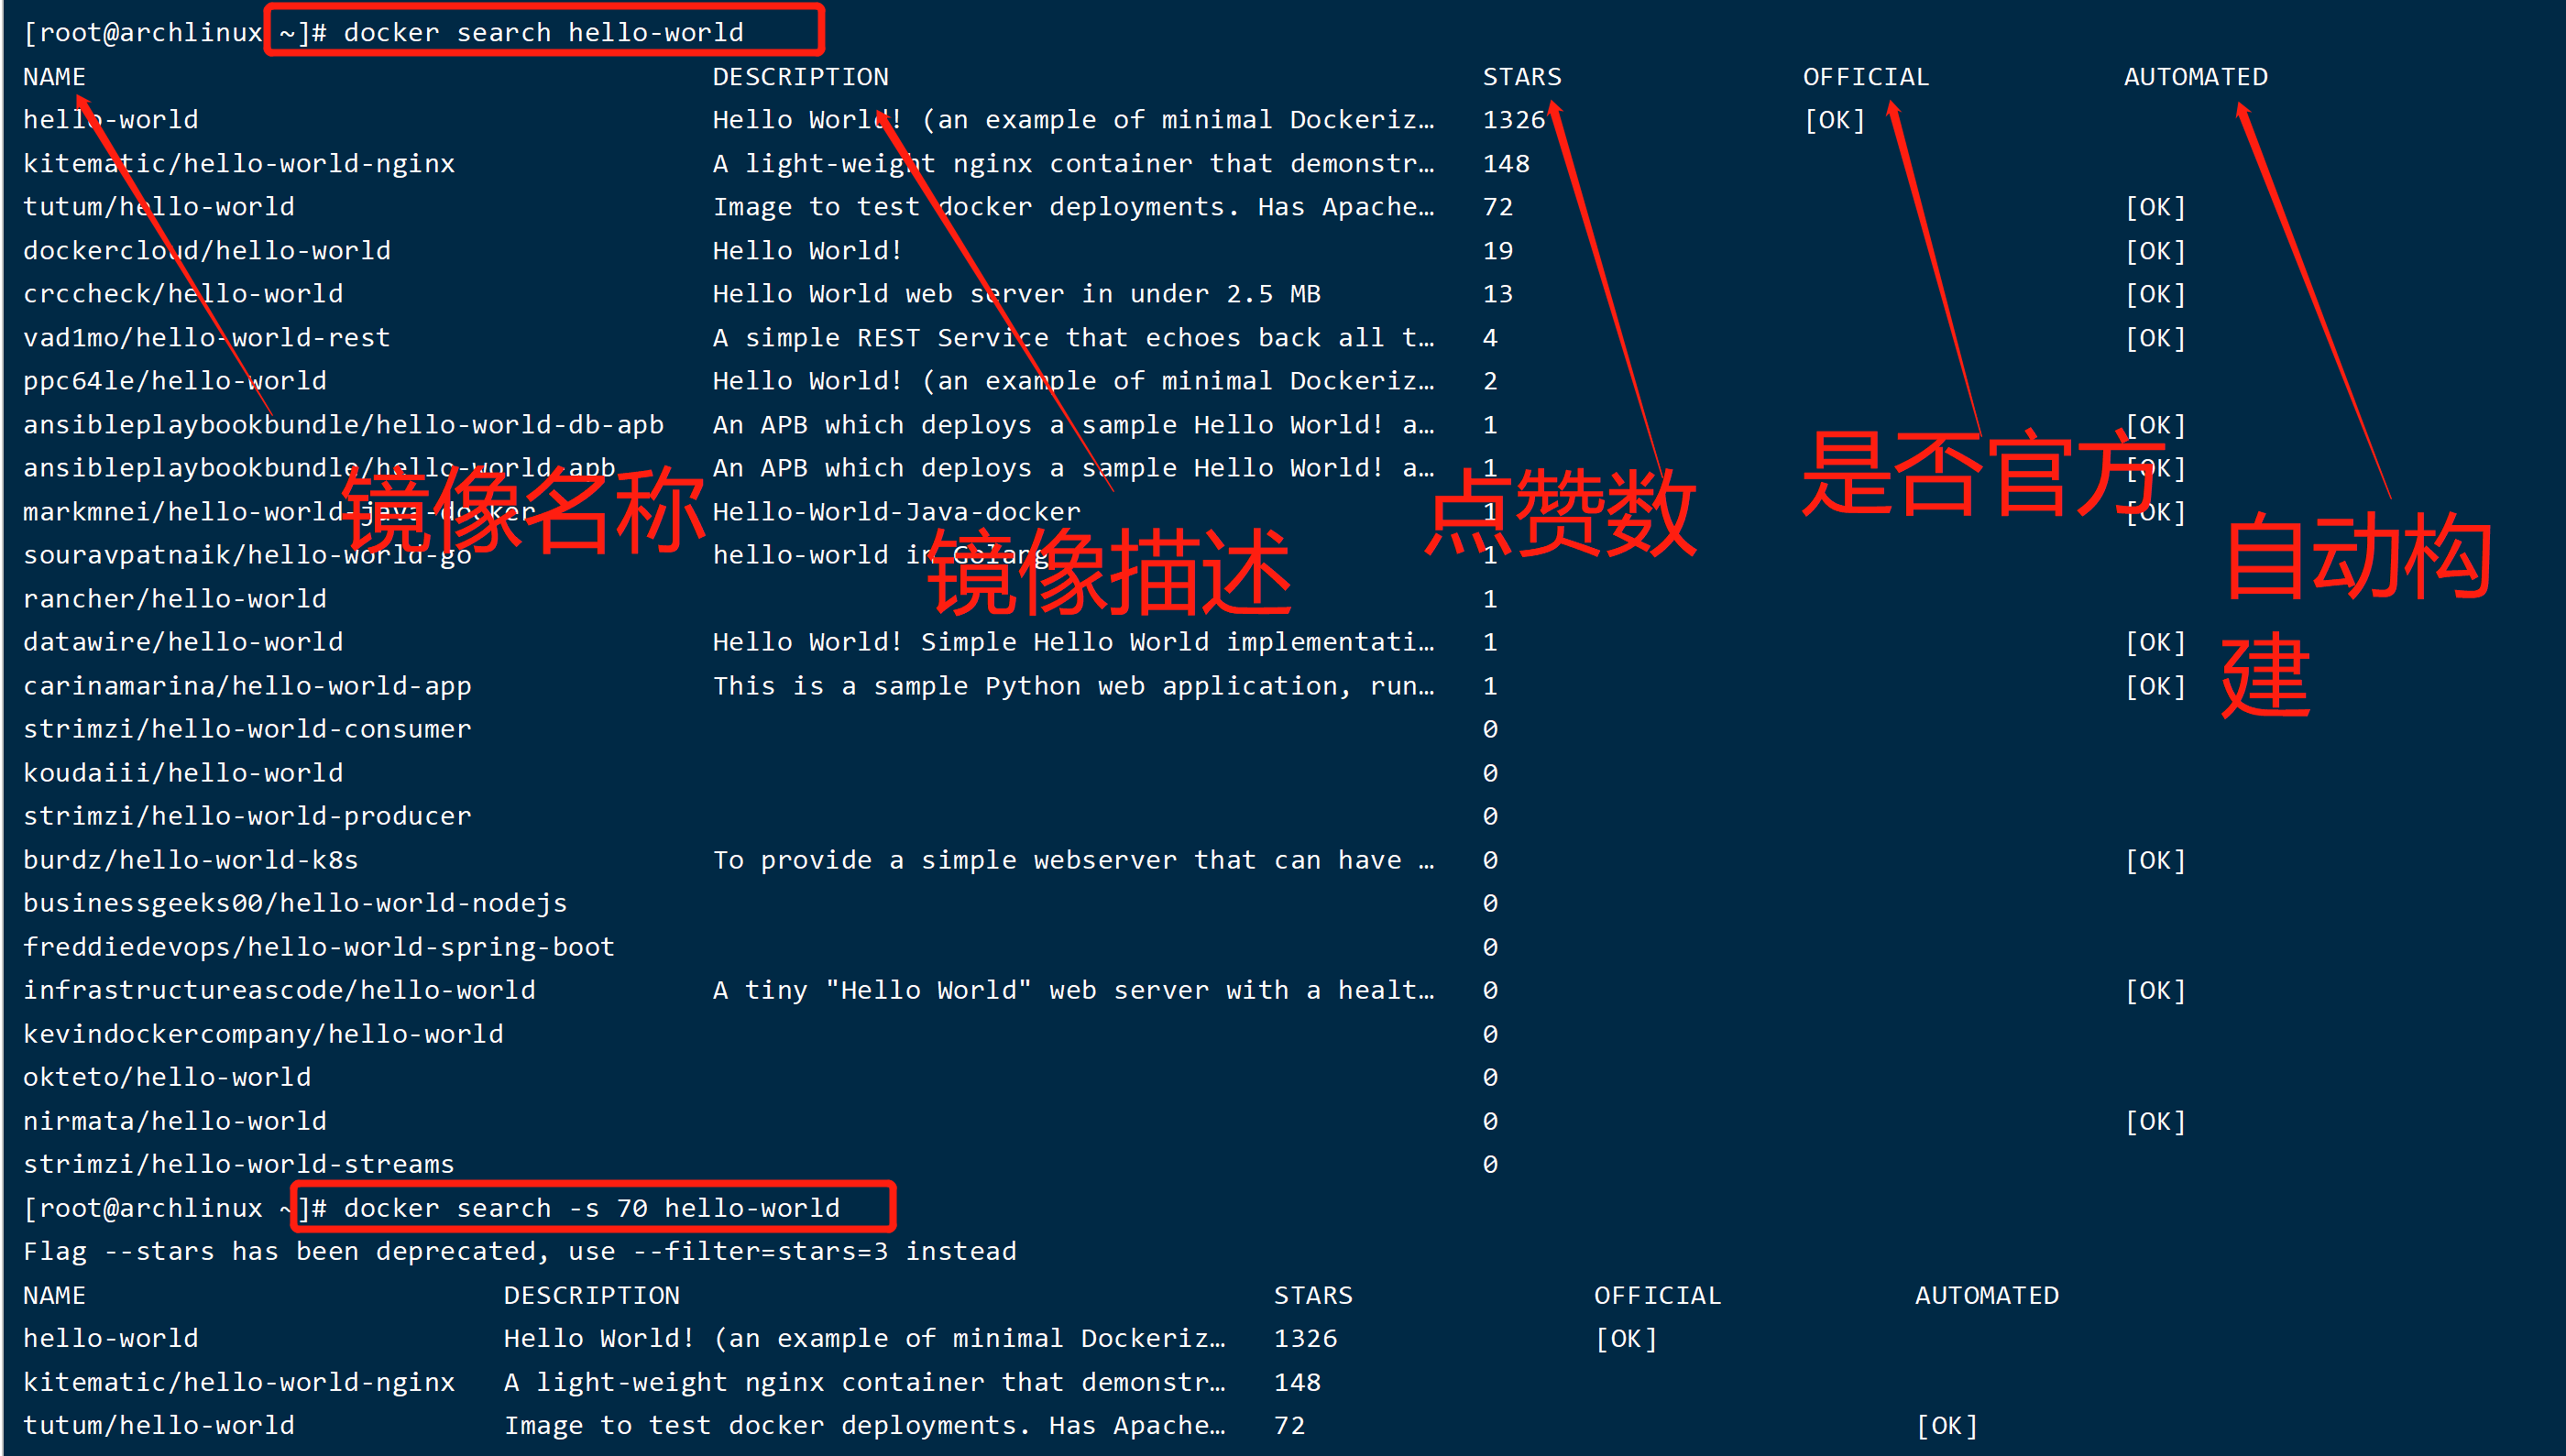 [root@archlinux ~]# docker search hello-world
NAME DESCRIPTION STARS OFFICIAL AUTOMATED
hello-world Hello World! (an example of minimal Dockeriz… 1326 [OK]
kitematic/hello-world-nginx A light-weight nginx container that demonstr… 148
tutum/hello-world Image to test docker deployments. Has Apache… 72 [OK]
dockercloud/hello-world Hello World! 19 [OK]
crccheck/hello-world Hello World web server in under 2.5 MB 13 [OK]
vad1mo/hello-world-rest A simple REST Service that echoes back all t… 4 [OK]
ppc64le/hello-world Hello World! (an example of minimal Dockeriz… 2
ansibleplaybookbundle/hello-world-db-apb An APB which deploys a sample Hello World! a… 1 [OK]
ansibleplaybookbundle/hello-world-apb An APB which deploys a sample Hello World! a… 1 [OK]
markmnei/hello-world-java-docker Hello-World-Java-docker 1 [OK]
镜像名称 点赞数 是否官方
souravpatnaik/hello-world-go hello-world in Golang 1
镜像描述 自动构
rancher/hello-world 1
datawire/hello-world Hello World! Simple Hello World implementati… 1 [OK]
建
carinamarina/hello-world-app This is a sample Python web application, run… 1 [OK]
strimzi/hello-world-consumer 0
koudaiii/hello-world 0
strimzi/hello-world-producer 0
burdz/hello-world-k8s To provide a simple webserver that can have … 0 [OK]
businessgeeks00/hello-world-nodejs 0
freddiedevops/hello-world-spring-boot 0
infrastructureascode/hello-world A tiny "Hello World" web server with a healt… 0 [OK]
kevindockercompany/hello-world 0
okteto/hello-world 0
nirmata/hello-world 0 [OK]
strimzi/hello-world-streams 0
[root@archlinux ~]# docker search -s 70 hello-world
Flag --stars has been deprecated, use --filter=stars=3 instead
NAME DESCRIPTION STARS OFFICIAL AUTOMATED
hello-world Hello World! (an example of minimal Dockeriz… 1326 [OK]
kitematic/hello-world-nginx A light-weight nginx container that demonstr… 148
tutum/hello-world Image to test docker deployments. Has Apache… 72 [OK]